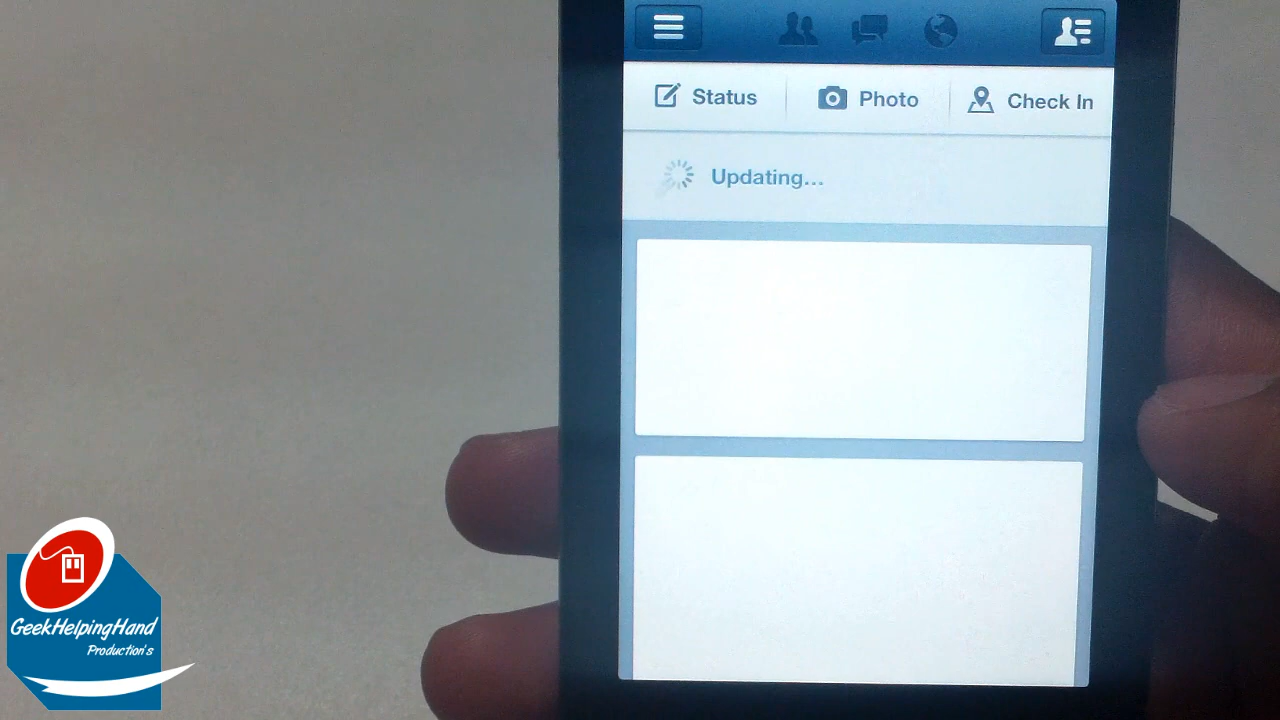 Status Photo Check In
Updating...
GeekHelpingHand
Production's